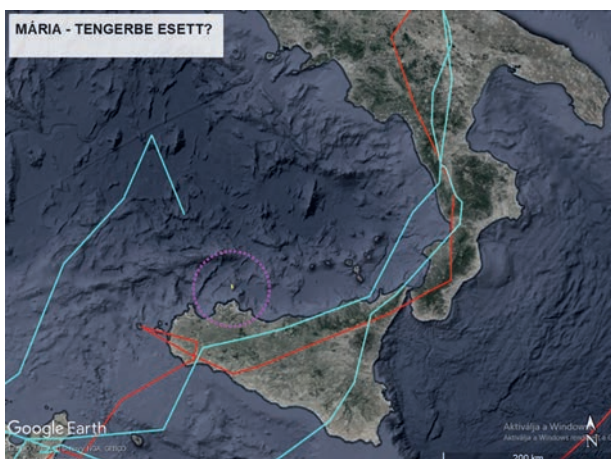 MÁRIA - TENGERBE ESETT?
Google Earth
Aktiválja a Windows
N
200 km